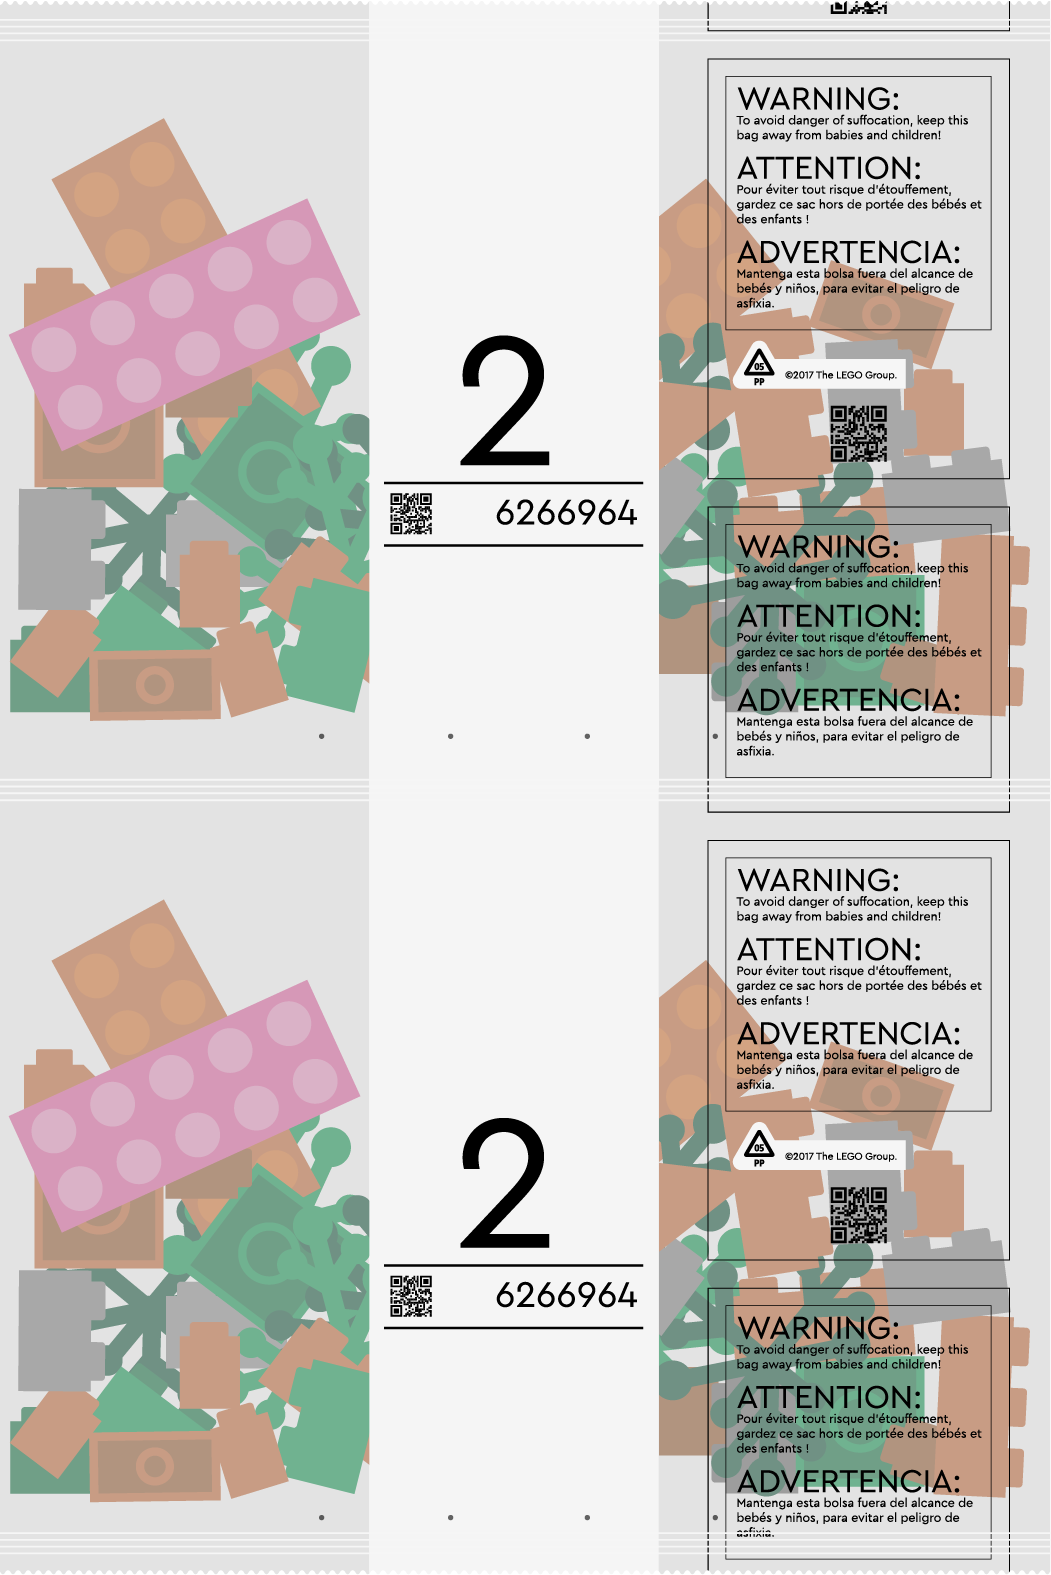 2
6266964
WARNING:
To avoid danger of suffocation, keep this
bag away from babies and children!
ATTENTION:
Pour éviter tout risque d'étouffement,
gardez ce sac hors de portée des bébés et
des enfants !
ADVERTENCIA:
Mantenga esta bolsa fuera del alcance de
bebés y niños, para evitar el peligro de
asfixia.
05
PP
©2017 The LEGO Group.
WARNING:
To avoid danger of suffocation, keep this
bag away from babies and children!
ATTENTION:
Pour éviter tout risque d'étouffement,
gardez ce sac hors de portée des bébés et
des enfants !
ADVERTENCIA:
Mantenga esta bolsa fuera del alcance de
bebés y niños, para evitar el peligro de
asfixia.
2
6266964
WARNING:
To avoid danger of suffocation, keep this
bag away from babies and children!
ATTENTION:
Pour éviter tout risque d'étouffement,
gardez ce sac hors de portée des bébés et
des enfants !
ADVERTENCIA:
Mantenga esta bolsa fuera del alcance de
bebés y niños, para evitar el peligro de
asfixia.
05
PP
©2017 The LEGO Group.
WARNING:
To avoid danger of suffocation, keep this
bag away from babies and children!
ATTENTION:
Pour éviter tout risque d'étouffement,
gardez ce sac hors de portée des bébés et
des enfants !
ADVERTENCIA:
Mantenga esta bolsa fuera del alcance de
bebés y niños, para evitar el peligro de
asfixia.